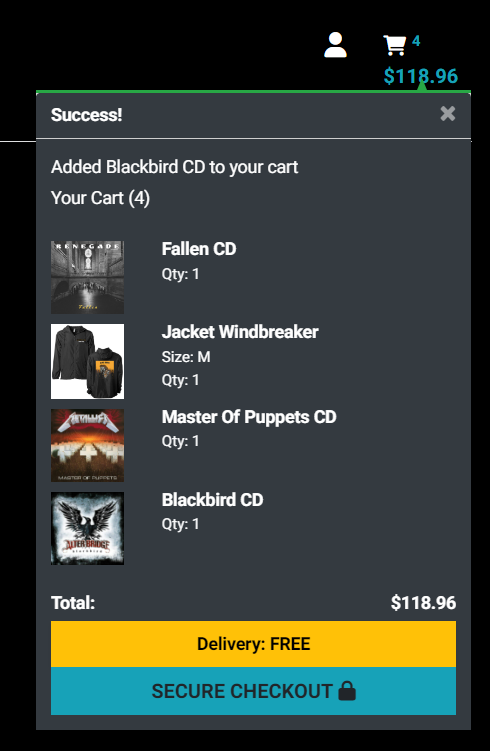 4
$118.96
Success!
Added Blackbird CD to your cart
Your Cart (4)
RENEGADE
Fallen
Fallen CD
Qty: 1
Jacket Windbreaker
Size: M
Qty: 1
METALLICA
MASTER OF PUPPETS
Master Of Puppets CD
Qty: 1
ALTER BRIDGE
blackbird
Blackbird CD
Qty: 1
Total:
$118.96
Delivery: FREE
SECURE CHECKOUT